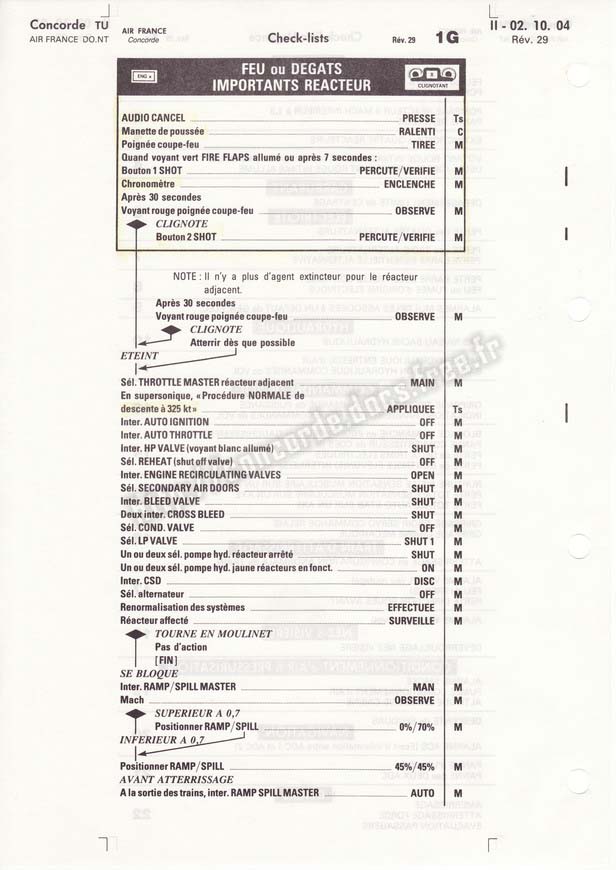 Concorde TU
AIR FRANCE DO.NT
AIR FRANCE
Concorde
Check-lists
Rév. 29
1G
II - 02. 10. 04
Rév. 29
ENG
FEU ou DEGATS
IMPORTANTS REACTEUR
CLIGNOTANT
AUDIO CANCEL PRESSE Ts
Manette de poussée RALENTI C
Poignée coupe-feu TIREE M
Quand voyant vert FIRE FLAPS allumé ou après 7 secondes :
Bouton 1 SHOT PERCUTE/VERIFIE M
Chronomètre ENCLENCHE M
Après 30 secondes
Voyant rouge poignée coupe-feu OBSERVE M
CLIGNOTE
Bouton 2 SHOT PERCUTE/VERIFIE M
NOTE : Il n'y a plus d'agent extincteur pour le réacteur
adjacent.
Après 30 secondes
Voyant rouge poignée coupe-feu OBSERVE M
CLIGNOTE
Atterrir dès que possible
ETEINT
Sél. THROTTLE MASTER réacteur adjacent MAIN M
En supersonique, «Procédure NORMALE de
descente à 325 kt» APPLIQUEE Ts
Inter. AUTO IGNITION OFF M
Inter. AUTO THROTTLE OFF M
Inter. HP VALVE (voyant blanc allumé) SHUT M
Sél. REHEAT (shut off valve) OFF M
Inter. ENGINE RECIRCULATING VALVES OPEN M
Sél. SECONDARY AIR DOORS SHUT M
Inter. BLEED VALVE SHUT M
Deux inter. CROSS BLEED SHUT M
Sél. COND. VALVE OFF M
Sél. LP VALVE SHUT 1 M
Un ou deux sél. pompe hyd. réacteur arrêté SHUT M
Un ou deux sél. pompe hyd. jaune réacteurs en fonct. ON M
Inter. CSD DISC M
Sél. alternateur OFF M
Renormalisation des systèmes EFFECTUEE M
Réacteur affecté SURVEILLE M
TOURNE EN MOULINET
Pas d'action
[FIN]
SE BLOQUE
Inter. RAMP/SPILL MASTER MAN M
Mach OBSERVE M
SUPERIEUR A 0,7
Positionner RAMP/SPILL 0%/70% M
INFERIEUR A 0,7
Positionner RAMP/SPILL 45%/45% M
AVANT ATTERRISSAGE
A la sortie des trains, inter. RAMP SPILL MASTER AUTO M